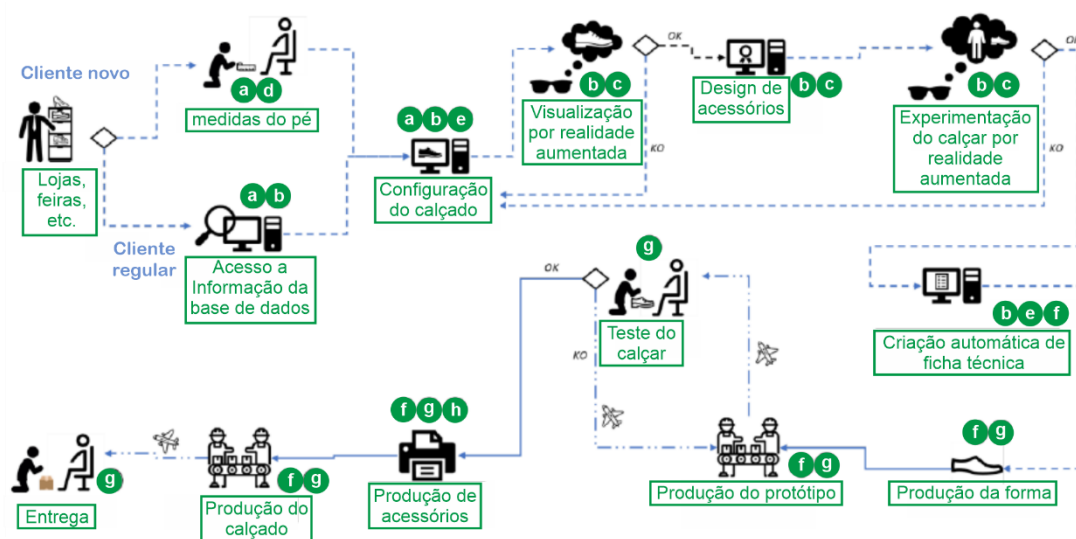 Cliente novo
a d
medidas do pé
Lojas,
feiras,
etc.
a b
Cliente
regular
Acesso a
Informação da
base de dados
a b e
Configuração
do calçado
b c
Visualização
por realidade
aumentada
OK
KO
Design de
acessórios
b c
b c
Experimentação
do calçar por
realidade
aumentada
OK
KO
b e f
Criação automática de
ficha técnica
f g
Produção da forma
f g
Produção do protótipo
g
Teste do
calçar
OK
KO
f g h
Produção de
acessórios
f g
Produção do
calçado
g
Entrega